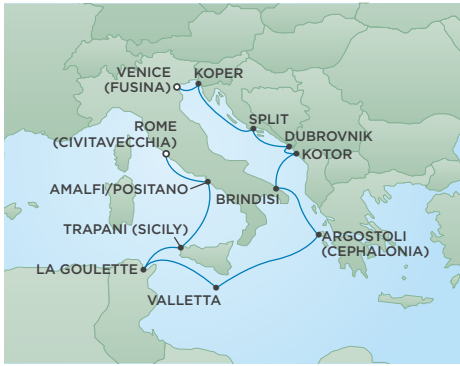 VENICE
(FUSINA)
KOPER
SPLIT
DUBROVNIK
KOTOR
ROME
(CIVITAVECCHIA)
AMALFI/POSITANO
BRINDISI
TRAPANI (SICILY)
ARGOSTOLI
(CEPHALONIA)
LA GOULETTE
VALLETTA